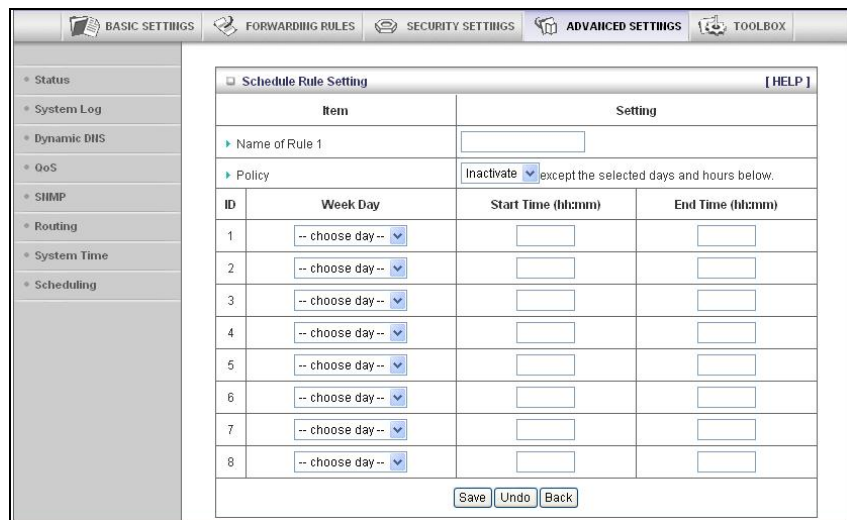 BASIC SETTINGS FORWARDING RULES SECURITY SETTINGS ADVANCED SETTINGS TOOLBOX
Status
System Log
Dynamic DNS
QoS
SNMP
Routing
System Time
Scheduling
Schedule Rule Setting [ HELP ]
Item Setting
Name of Rule 1
Policy Inactivate except the selected days and hours below.
ID Week Day Start Time (hh:mm) End Time (hh:mm)
1 -- choose day --
2 -- choose day --
3 -- choose day --
4 -- choose day --
5 -- choose day --
6 -- choose day --
7 -- choose day --
8 -- choose day --
Save Undo Back